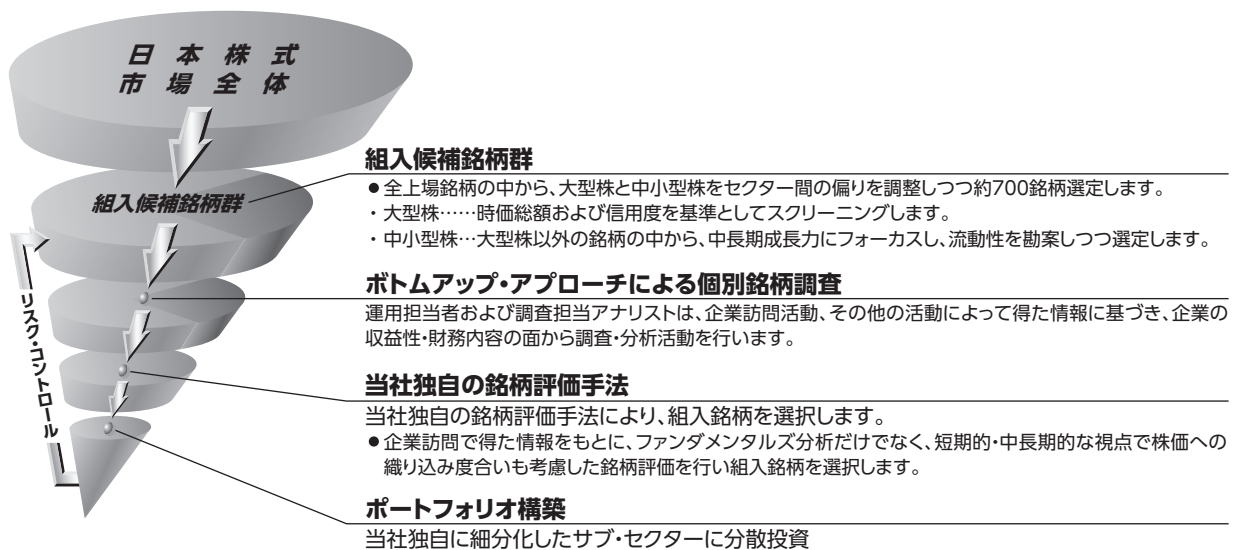 日本株式
市場全体
組入候補銘柄群
リスク・コントロール
組入候補銘柄群
●全上場銘柄の中から、大型株と中小型株をセクター間の偏りを調整しつつ約700銘柄選定します。
・大型株……時価総額および信用度を基準としてスクリーニングします。
・中小型株…大型株以外の銘柄の中から、中長期成長力にフォーカスし、流動性を勘案しつつ選定します。
ボトムアップ・アプローチによる個別銘柄調査
運用担当者および調査担当アナリストは、企業訪問活動、その他の活動によって得た情報に基づき、企業の
収益性・財務内容の面から調査・分析活動を行います。
当社独自の銘柄評価手法
当社独自の銘柄評価手法により、組入銘柄を選択します。
●企業訪問で得た情報をもとに、ファンダメンタルズ分析だけでなく、短期的・中長期的な視点で株価への
織り込み度合いも考慮した銘柄評価を行い組入銘柄を選択します。
ポートフォリオ構築
当社独自に細分化したサブ・セクターに分散投資